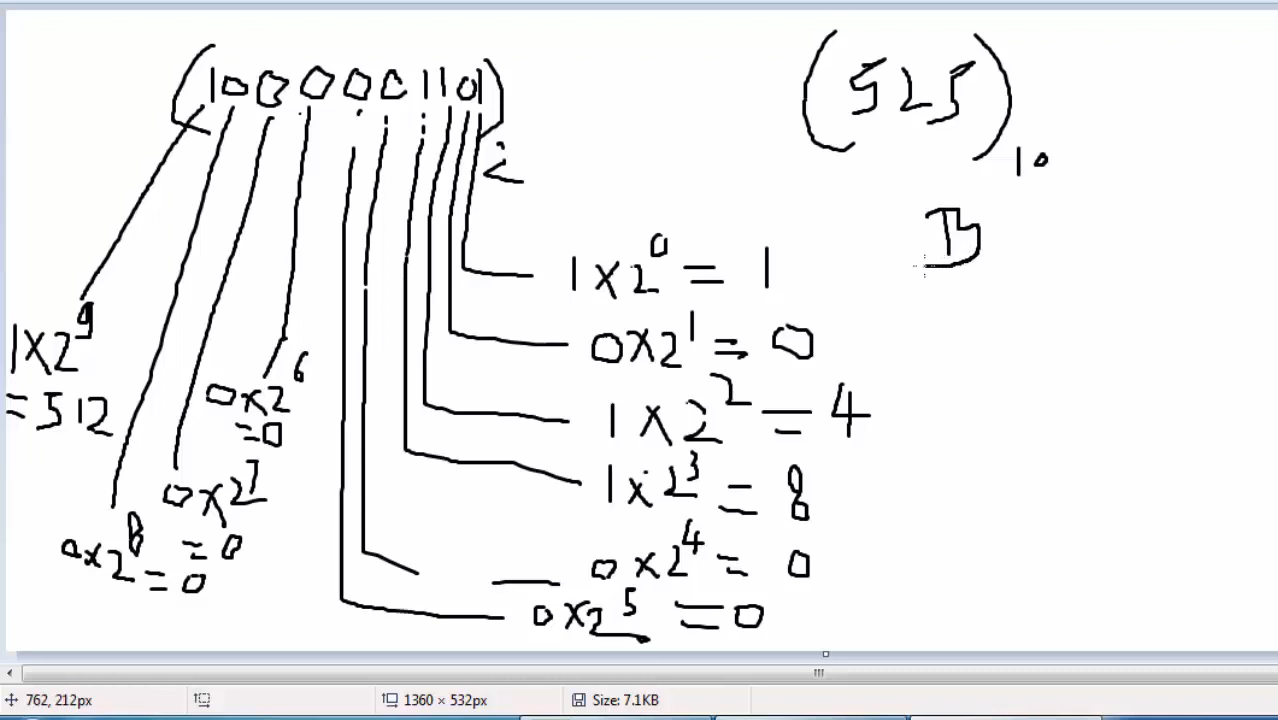 (1000001101)2
(525)10
B
1x2^0 = 1
0x2^1 = 0
1x2^2 = 4
1x2^3 = 8
0x2^4 = 0
0x2^5 = 0
0x2^6
=0
0x2^7
=0
0x2^8
=0
1x2^9
=512
762, 212px
1360 × 532px
Size: 7.1KB